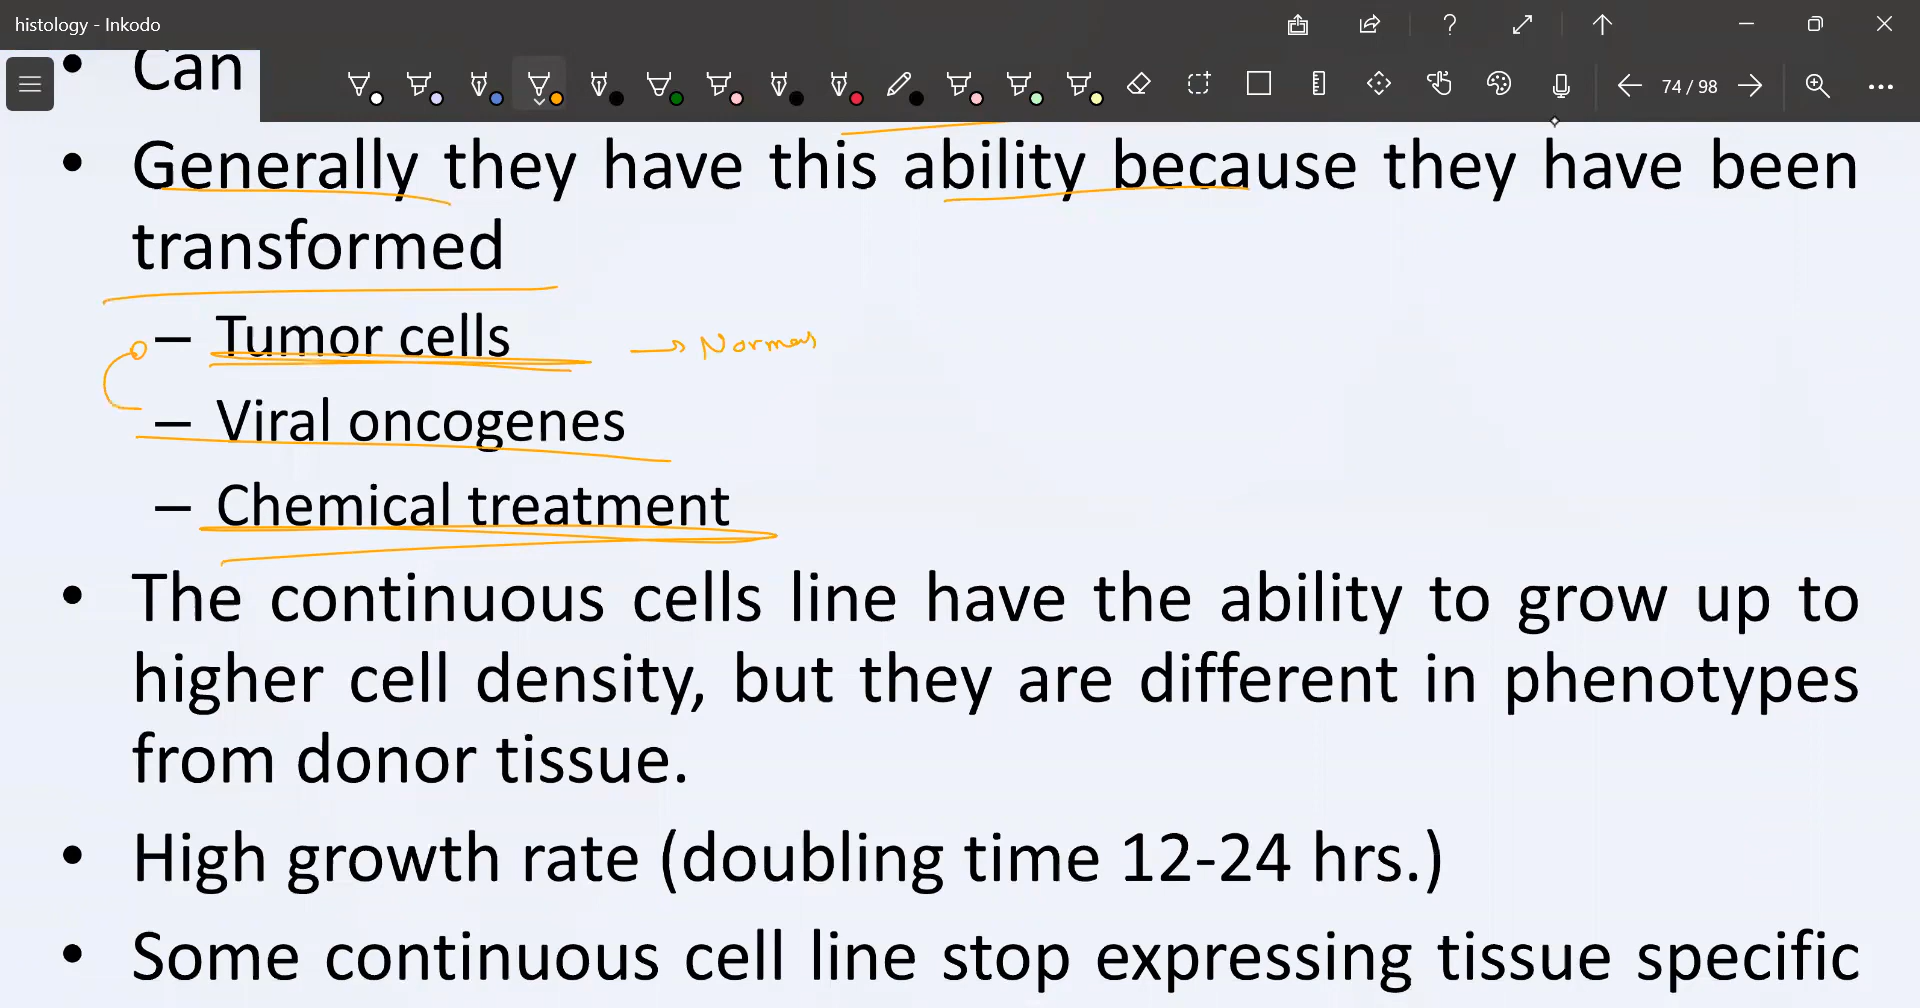 histology - Inkodo
74 / 98
• Can
• Generally they have this ability because they have been
transformed
– Tumor cells → Normal
– Viral oncogenes
– Chemical treatment
• The continuous cells line have the ability to grow up to
higher cell density, but they are different in phenotypes
from donor tissue.
• High growth rate (doubling time 12-24 hrs.)
• Some continuous cell line stop expressing tissue specific